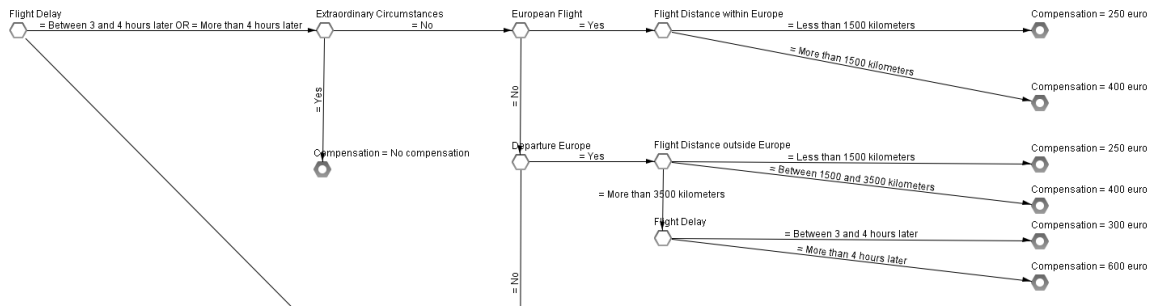 Flight Delay
= Between 3 and 4 hours later OR = More than 4 hours later
Extraordinary Circumstances
= No
European Flight
= Yes
Flight Distance within Europe
= Less than 1500 kilometers
Compensation = 250 euro
= More than 1500 kilometers
Compensation = 400 euro
= Yes
= No
Compensation = No compensation
Departure Europe
= Yes
Flight Distance outside Europe
= Less than 1500 kilometers
Compensation = 250 euro
= Between 1500 and 3500 kilometers
Compensation = 400 euro
= More than 3500 kilometers
Flight Delay
= Between 3 and 4 hours later
Compensation = 300 euro
= More than 4 hours later
Compensation = 600 euro
= No